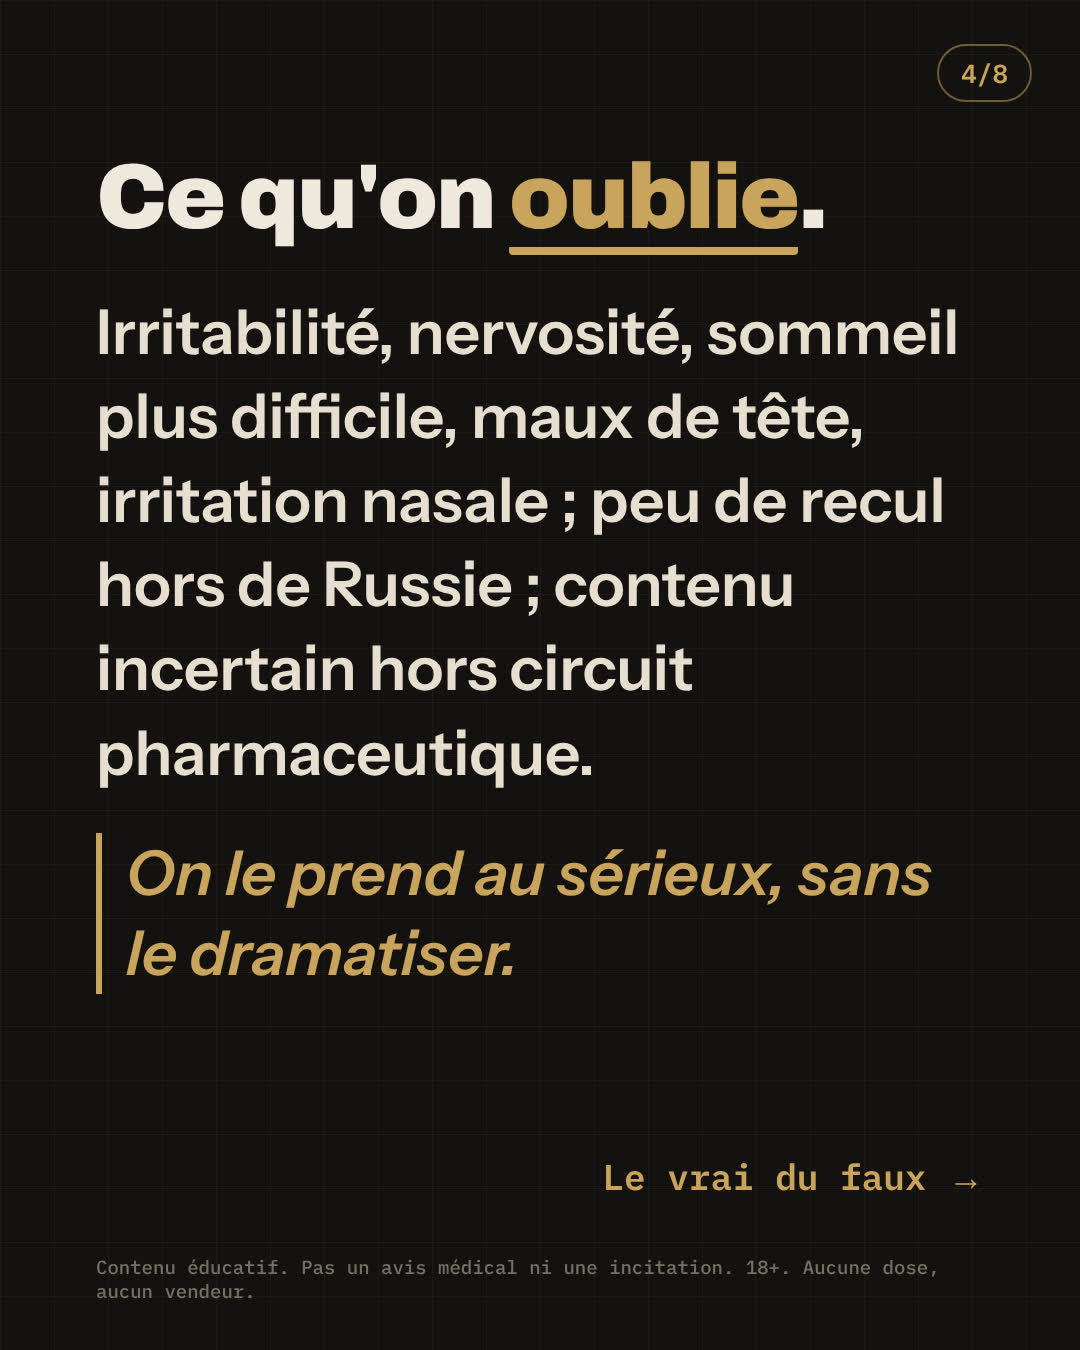 4/8
Ce qu'on oublie.
Irritabilité, nervosité, sommeil
plus difficile, maux de tête,
irritation nasale ; peu de recul
hors de Russie ; contenu
incertain hors circuit
pharmaceutique.
On le prend au sérieux, sans
le dramatiser.
Le vrai du faux →
Contenu éducatif. Pas un avis médical ni une incitation. 18+. Aucune dose,
aucun vendeur.